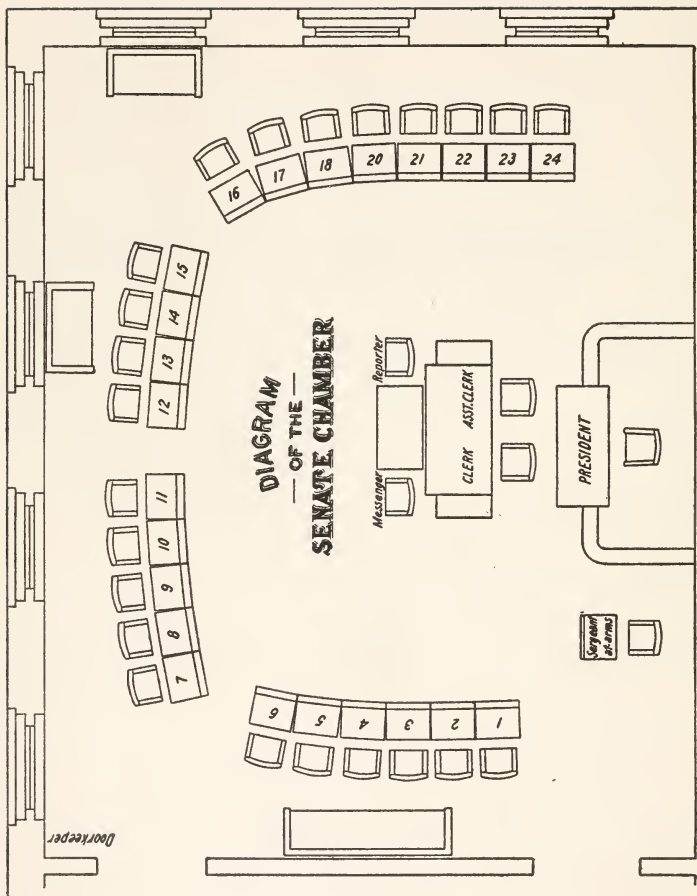 DIAGRAM
— OF THE —
SENATE CHAMBER
16
17
18
20
21
22
23
24
15
14
13
12
11
10
9
8
7
6
5
4
3
2
1
Reporter
Messenger
CLERK ASST. CLERK
PRESIDENT
Sergeant
at-arms
Doorkeeper